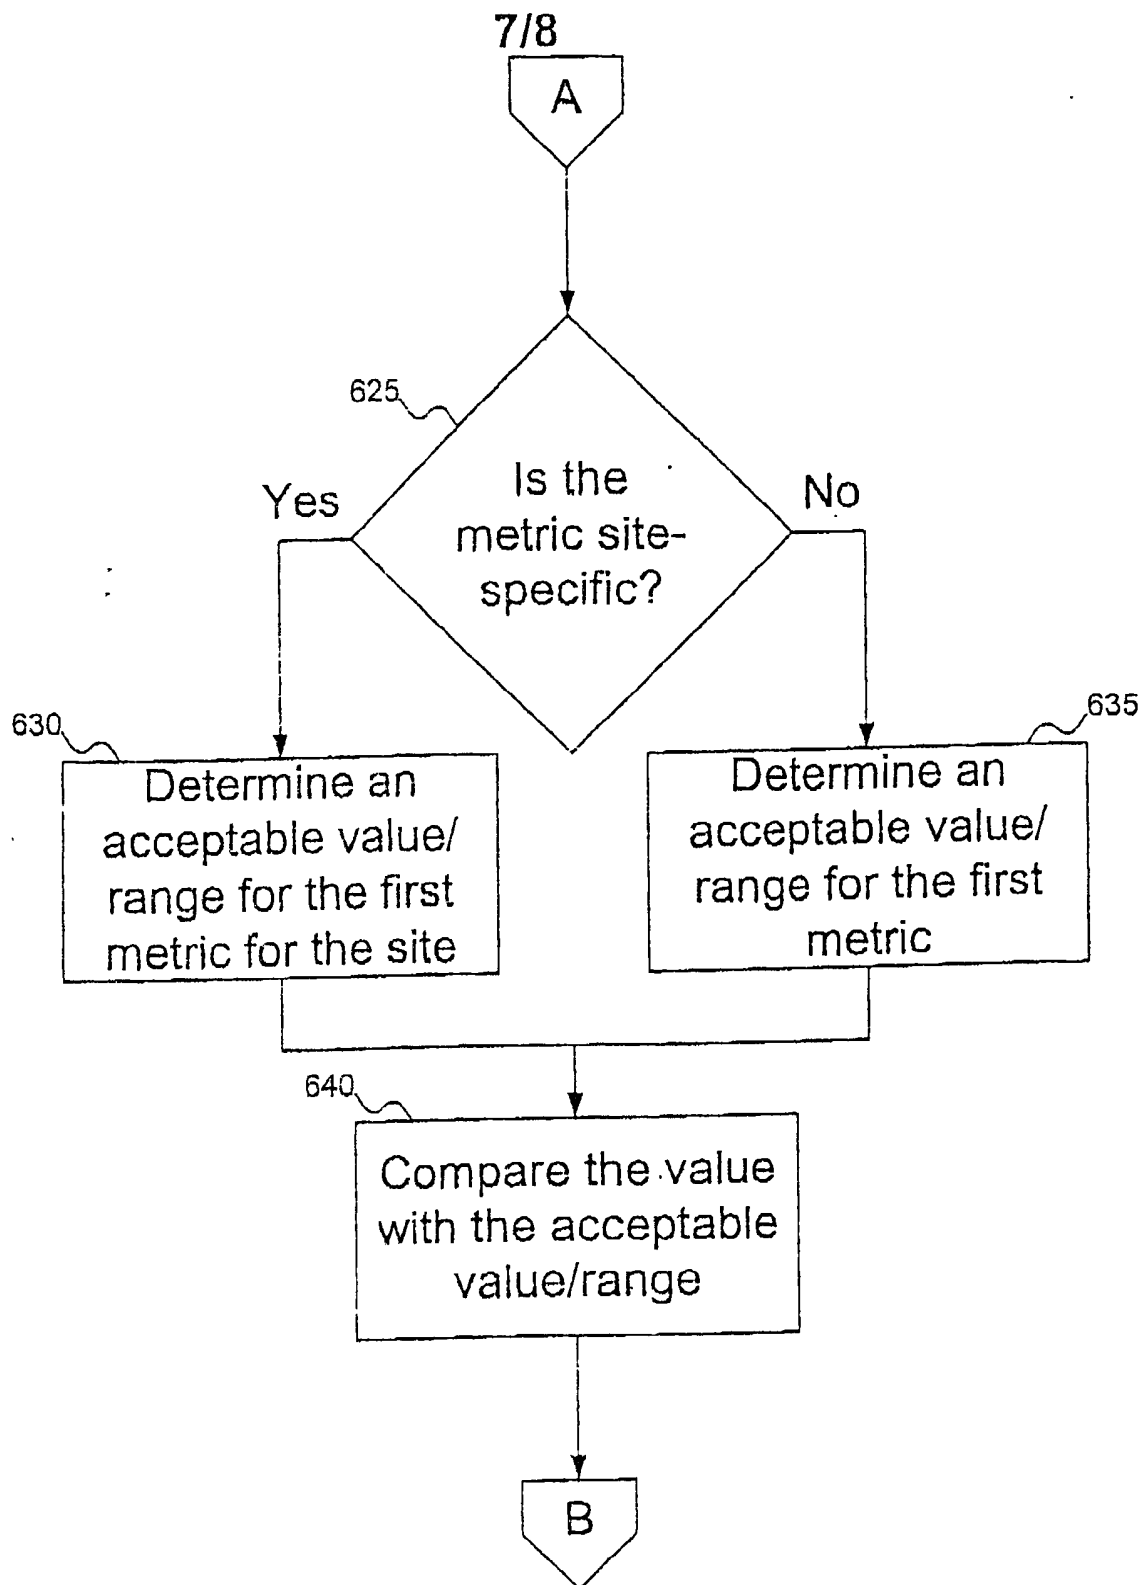 7/8
A
625
Is the
metric site-
specific?
Yes
No
630
Determine an
acceptable value/
range for the first
metric for the site
635
Determine an
acceptable value/
range for the first
metric
640
Compare the value
with the acceptable
value/range
B